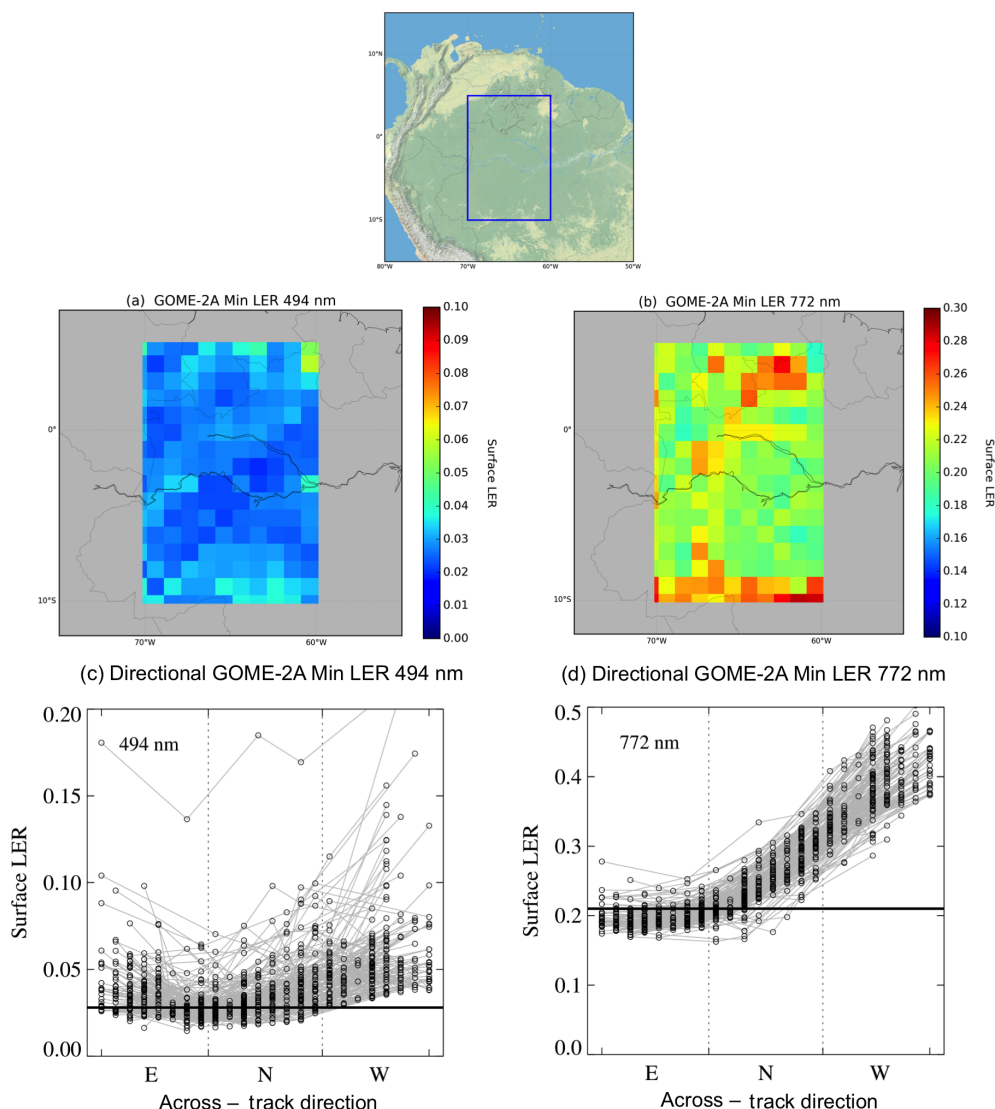 10°N
0°
10°S
80°W 70°W 60°W 50°W
(a) GOME-2A Min LER 494 nm
0.10
0.09
0.08
0.07
0.06
0.05
0.04
0.03
0.02
0.01
0.00
Surface LER
0°
10°S
70°W 60°W
(b) GOME-2A Min LER 772 nm
0.30
0.28
0.26
0.24
0.22
0.20
0.18
0.16
0.14
0.12
0.10
Surface LER
0°
10°S
70°W 60°W
(c) Directional GOME-2A Min LER 494 nm
494 nm
0.20
0.15
0.10
0.05
0.00
Surface LER
E N W
Across – track direction
(d) Directional GOME-2A Min LER 772 nm
772 nm
0.5
0.4
0.3
0.2
0.1
0.0
Surface LER
E N W
Across – track direction